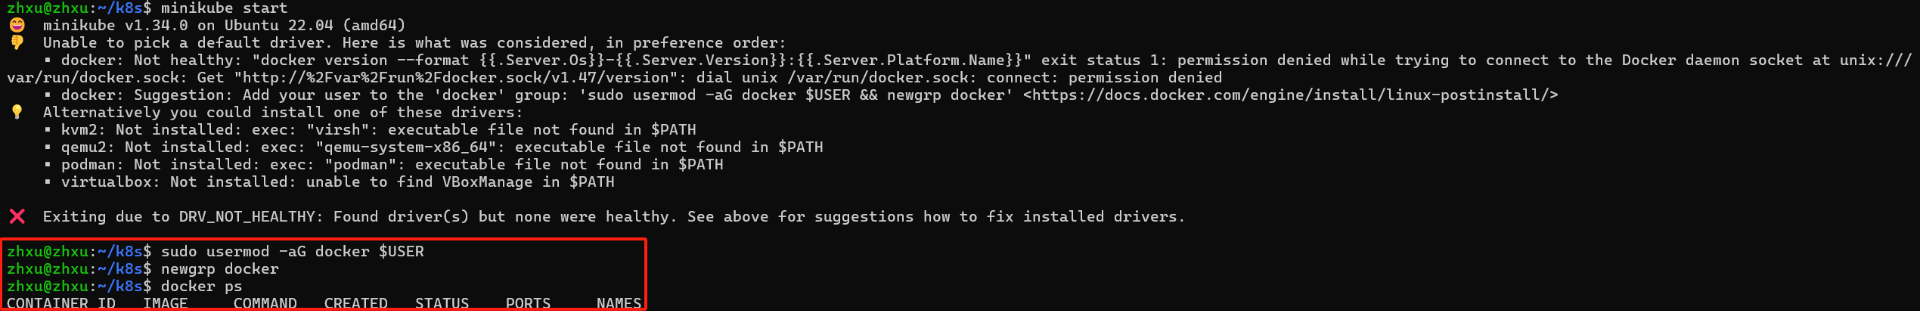 zhxu@zhxu:~/k8s$ minikube start
😄  minikube v1.34.0 on Ubuntu 22.04 (amd64)
👎  Unable to pick a default driver. Here is what was considered, in preference order:
    ▪ docker: Not healthy: "docker version --format {{.Server.Os}}-{{.Server.Version}}:{{.Server.Platform.Name}}" exit status 1: permission denied while trying to connect to the Docker daemon socket at unix:///
var/run/docker.sock: Get "http://%2Fvar%2Frun%2Fdocker.sock/v1.47/version": dial unix /var/run/docker.sock: connect: permission denied
    ▪ docker: Suggestion: Add your user to the 'docker' group: 'sudo usermod -aG docker $USER && newgrp docker' <https://docs.docker.com/engine/install/linux-postinstall/>
💡  Alternatively you could install one of these drivers:
    ▪ kvm2: Not installed: exec: "virsh": executable file not found in $PATH
    ▪ qemu2: Not installed: exec: "qemu-system-x86_64": executable file not found in $PATH
    ▪ podman: Not installed: exec: "podman": executable file not found in $PATH
    ▪ virtualbox: Not installed: unable to find VBoxManage in $PATH
❌  Exiting due to DRV_NOT_HEALTHY: Found driver(s) but none were healthy. See above for suggestions how to fix installed drivers.
zhxu@zhxu:~/k8s$ sudo usermod -aG docker $USER
zhxu@zhxu:~/k8s$ newgrp docker
zhxu@zhxu:~/k8s$ docker ps
CONTAINER ID   IMAGE     COMMAND   CREATED   STATUS    PORTS     NAMES